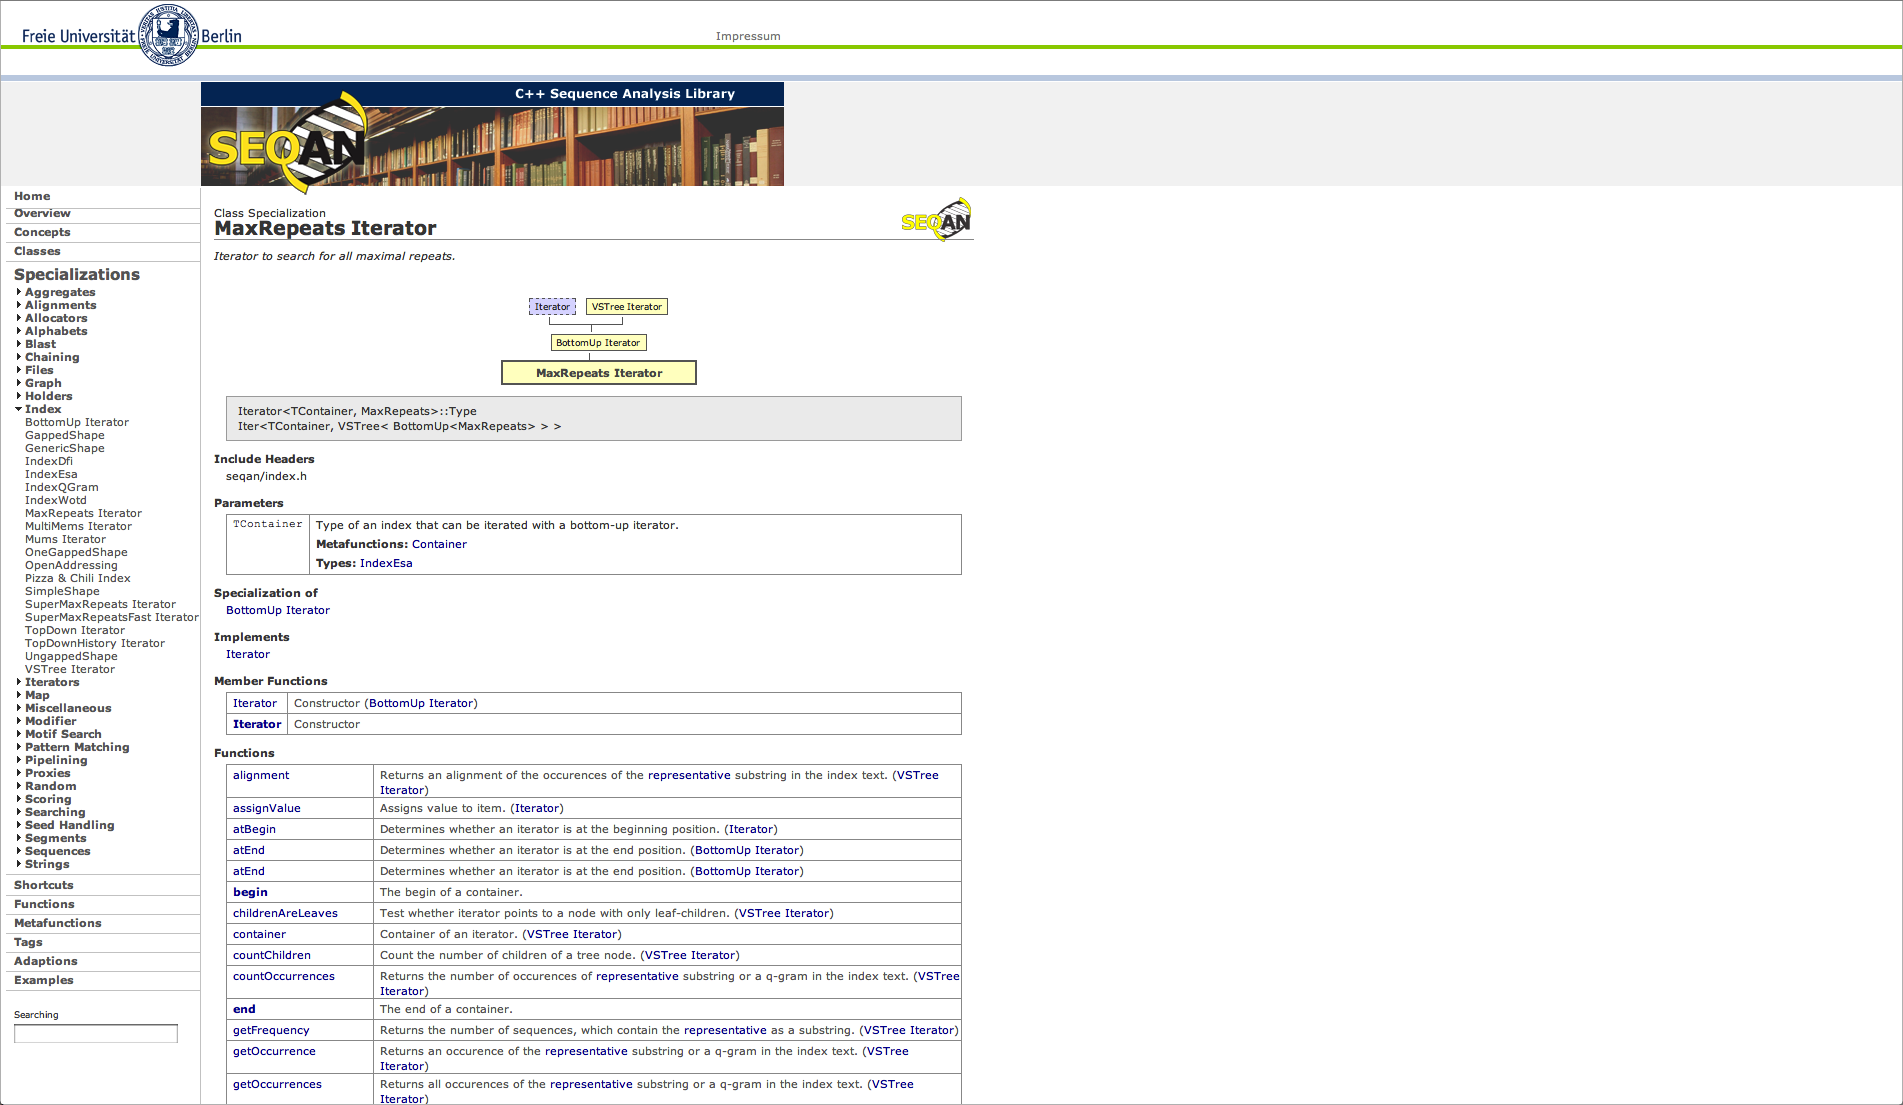 Freie Universität Berlin
Impressum
C++ Sequence Analysis Library
SEQAN
Home
Overview
Concepts
Classes
Specializations
Aggregates
Alignments
Allocators
Alphabets
Blast
Chaining
Files
Graph
Holders
Index
BottomUp Iterator
GappedShape
GenericShape
IndexDfi
IndexEsa
IndexQGram
IndexWotd
MaxRepeats Iterator
MultiMems Iterator
Mums Iterator
OneGappedShape
OpenAddressing
Pizza & Chili Index
SimpleShape
SuperMaxRepeats Iterator
SuperMaxRepeatsFast Iterator
TopDown Iterator
TopDownHistory Iterator
UngappedShape
VSTree Iterator
Iterators
Map
Miscellaneous
Modifier
Motif Search
Pattern Matching
Pipelining
Proxies
Random
Scoring
Searching
Seed Handling
Segments
Sequences
Strings
Shortcuts
Functions
Metafunctions
Tags
Adaptions
Examples
Searching
Class Specialization
MaxRepeats Iterator
SEQAN
Iterator to search for all maximal repeats.
Iterator VSTree Iterator
BottomUp Iterator
MaxRepeats Iterator
Iterator<TContainer, MaxRepeats>::Type
Iter<TContainer, VSTree< BottomUp<MaxRepeats> > >
Include Headers
seqan/index.h
Parameters
TContainer Type of an index that can be iterated with a bottom-up iterator.
Metafunctions: Container
Types: IndexEsa
Specialization of
BottomUp Iterator
Implements
Iterator
Member Functions
Iterator Constructor (BottomUp Iterator)
Iterator Constructor
Functions
alignment Returns an alignment of the occurences of the representative substring in the index text. (VSTree
Iterator)
assignValue Assigns value to item. (Iterator)
atBegin Determines whether an iterator is at the beginning position. (Iterator)
atEnd Determines whether an iterator is at the end position. (BottomUp Iterator)
atEnd Determines whether an iterator is at the end position. (BottomUp Iterator)
begin The begin of a container.
childrenAreLeaves Test whether iterator points to a node with only leaf-children. (VSTree Iterator)
container Container of an iterator. (VSTree Iterator)
countChildren Count the number of children of a tree node. (VSTree Iterator)
countOccurrences Returns the number of occurences of representative substring or a q-gram in the index text. (VSTree
Iterator)
end The end of a container.
getFrequency Returns the number of sequences, which contain the representative as a substring. (VSTree Iterator)
getOccurrence Returns an occurence of the representative substring or a q-gram in the index text. (VSTree
Iterator)
getOccurrences Returns all occurences of the representative substring or a q-gram in the index text. (VSTree
Iterator)